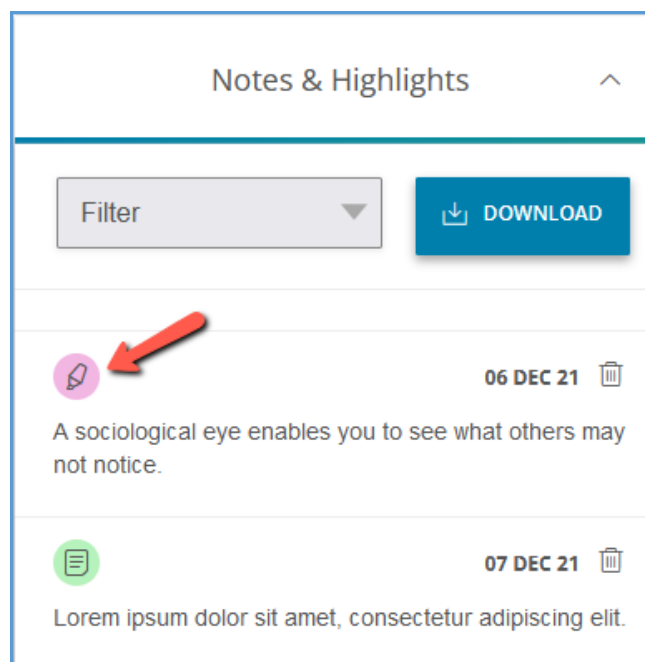 Notes & Highlights
Filter
DOWNLOAD
06 DEC 21
A sociological eye enables you to see what others may
not notice.
07 DEC 21
Lorem ipsum dolor sit amet, consectetur adipiscing elit.